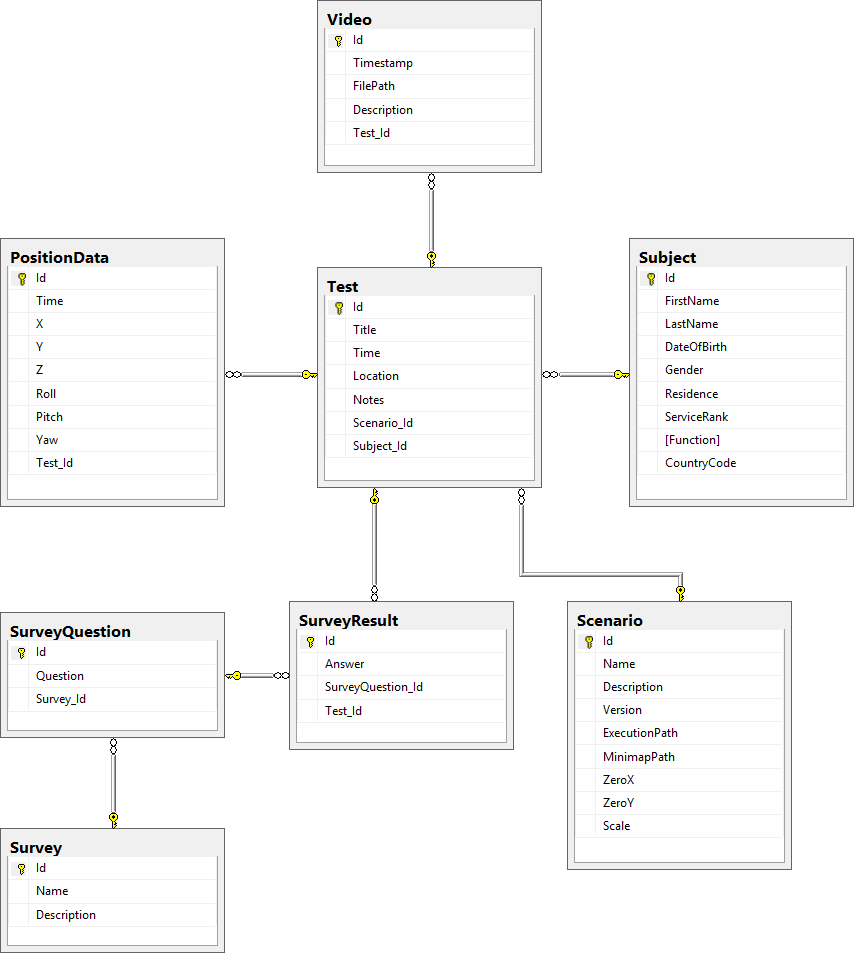 Video
Id
Timestamp
FilePath
Description
Test_Id
PositionData
Id
Time
X
Y
Z
Roll
Pitch
Yaw
Test_Id
Test
Id
Title
Time
Location
Notes
Scenario_Id
Subject_Id
Subject
Id
FirstName
LastName
DateOfBirth
Gender
Residence
ServiceRank
[Function]
CountryCode
SurveyQuestion
Id
Question
Survey_Id
SurveyResult
Id
Answer
SurveyQuestion_Id
Test_Id
Scenario
Id
Name
Description
Version
ExecutionPath
MinimapPath
ZeroX
ZeroY
Scale
Survey
Id
Name
Description